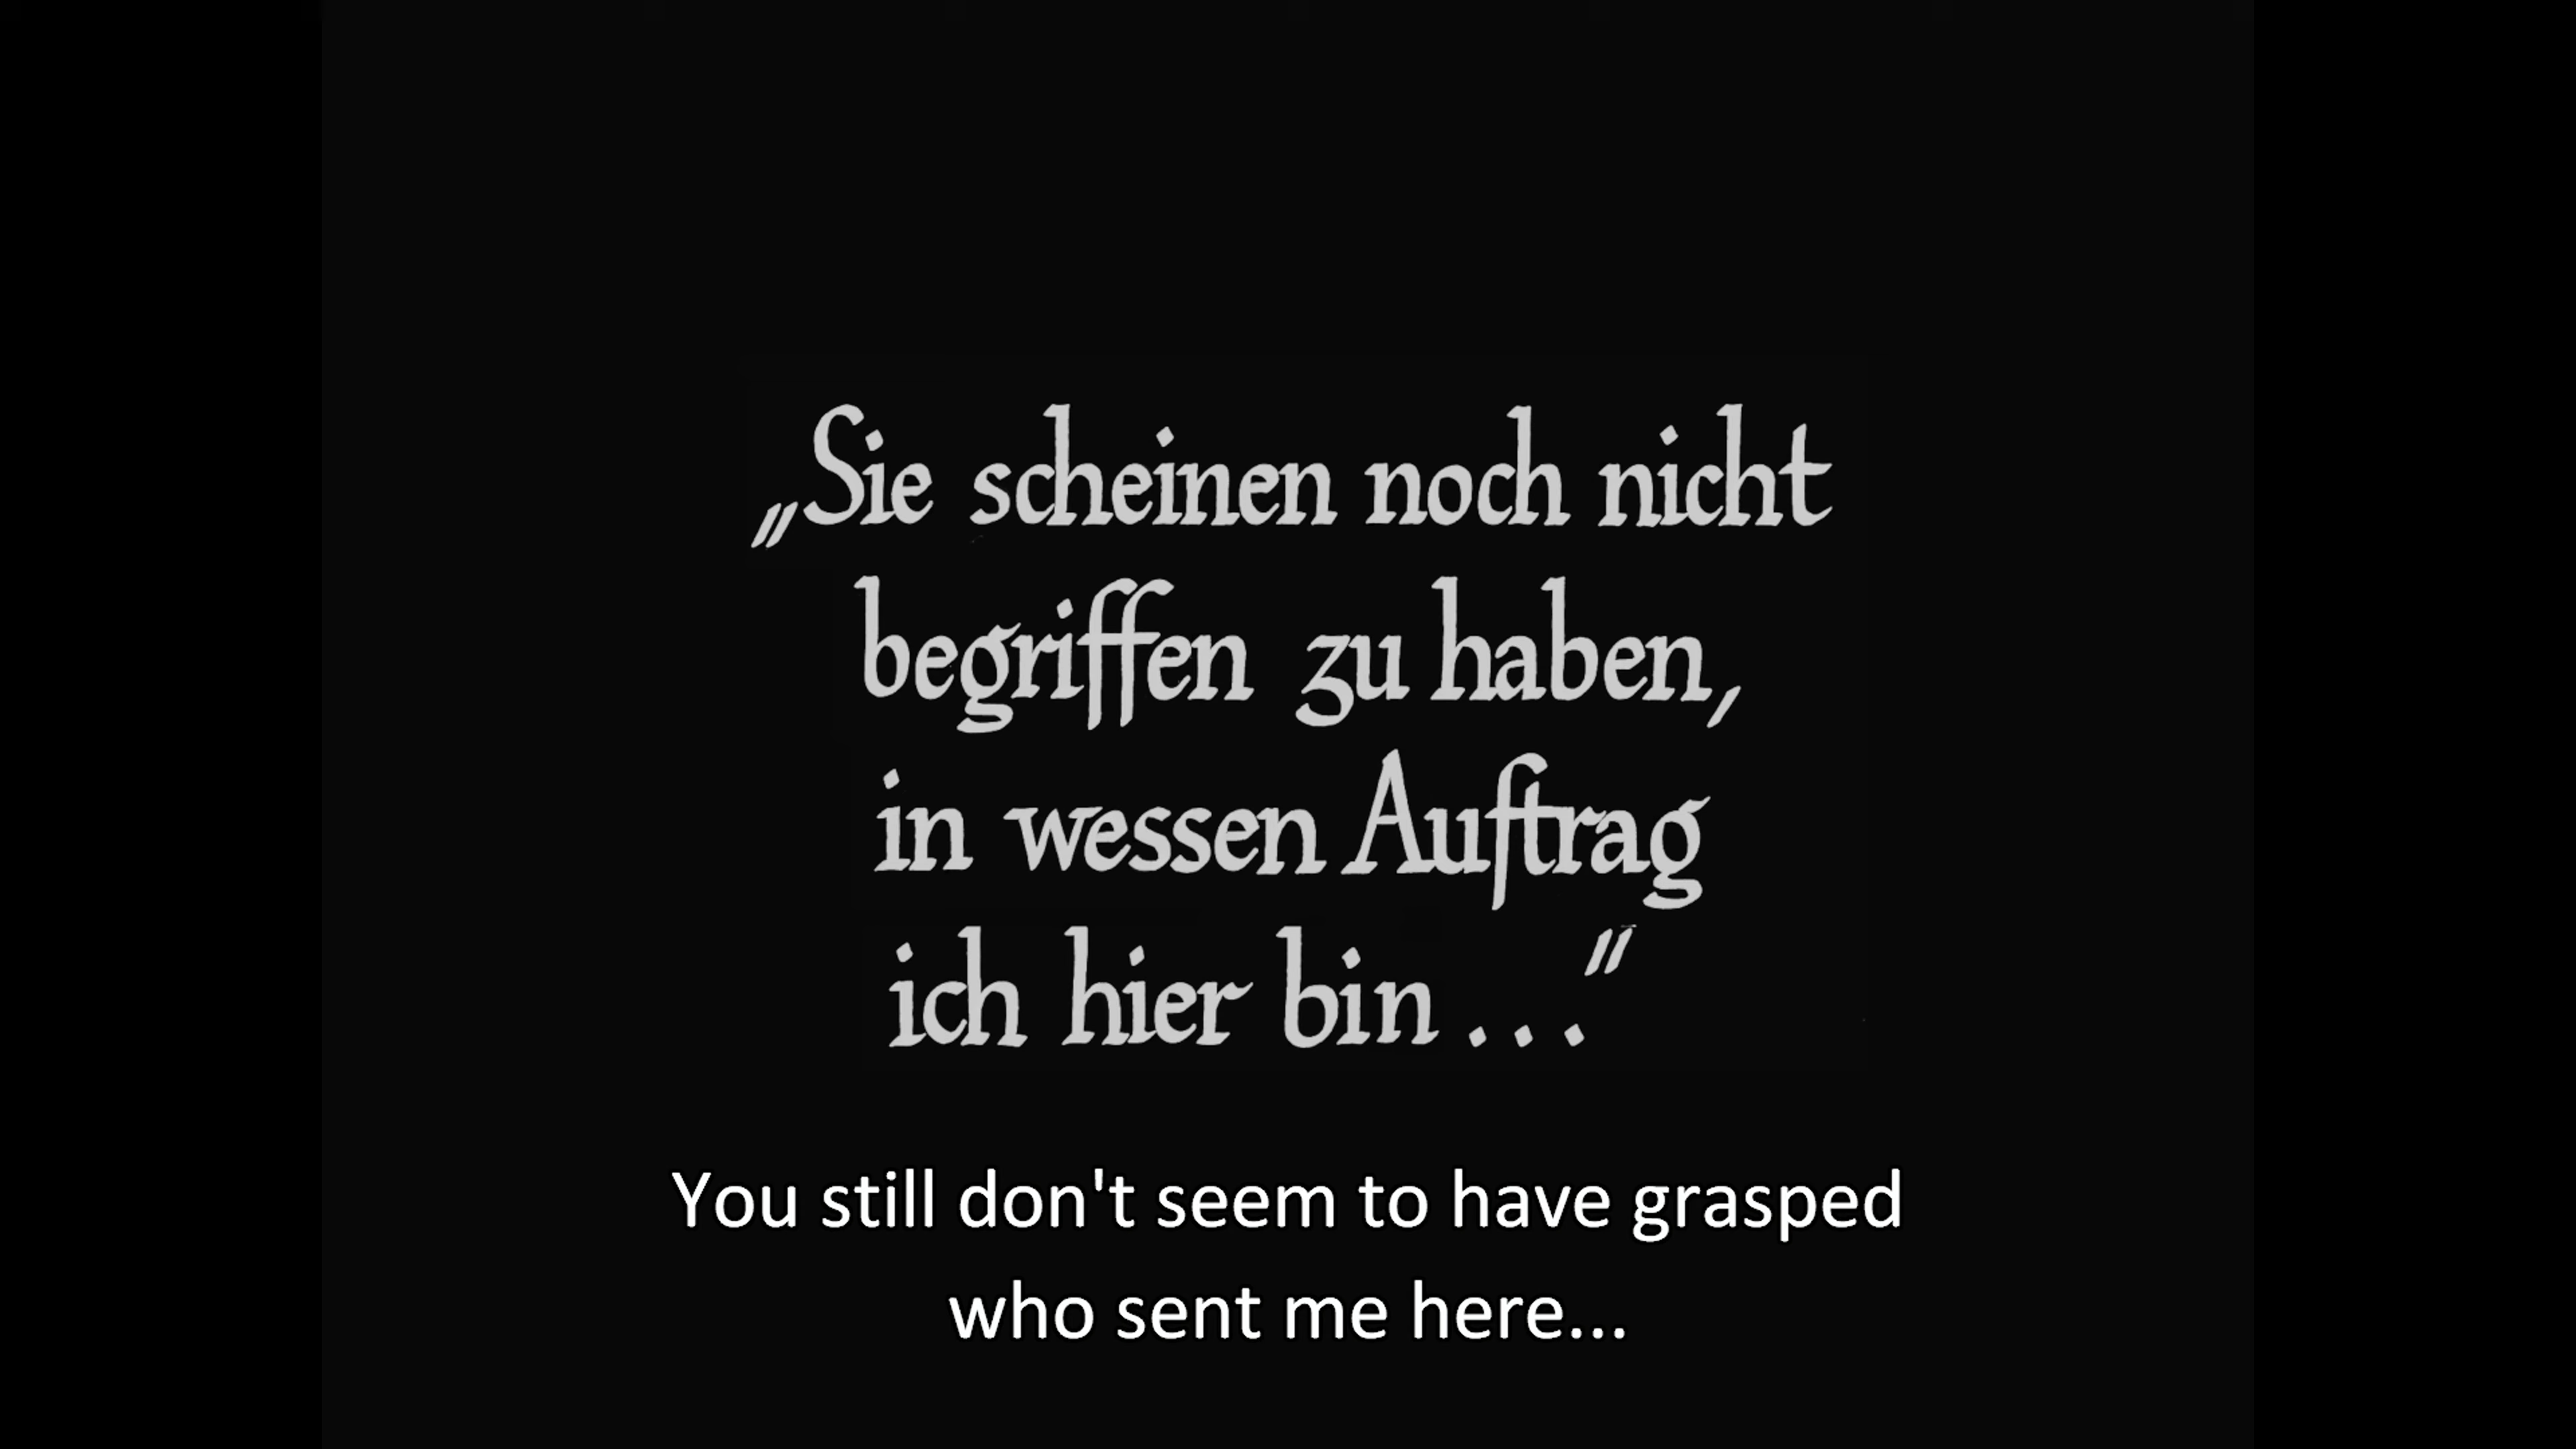 „Sie scheinen noch nicht
begriffen zu haben,
in wessen Auftrag
ich hier bin..."
You still don't seem to have grasped
who sent me here...